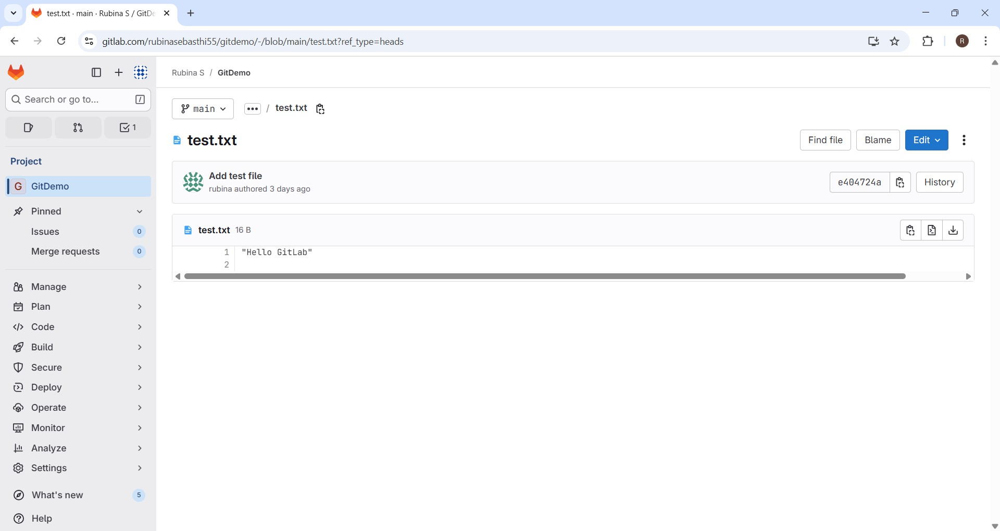 test.txt · main · Rubina S / GitDe
gitlab.com/rubinasebasthi55/gitdemo/-/blob/main/test.txt?ref_type=heads
R
Search or go to...
/
1
Project
G GitDemo
Pinned
Issues 0
Merge requests 0
Manage
Plan
Code
Build
Secure
Deploy
Operate
Monitor
Analyze
Settings
What's new 5
Help
Rubina S / GitDemo
main
/ test.txt
test.txt
Find file
Blame
Edit
Add test file
rubina authored 3 days ago
e404724a
History
test.txt 16 B
1 "Hello GitLab"
2